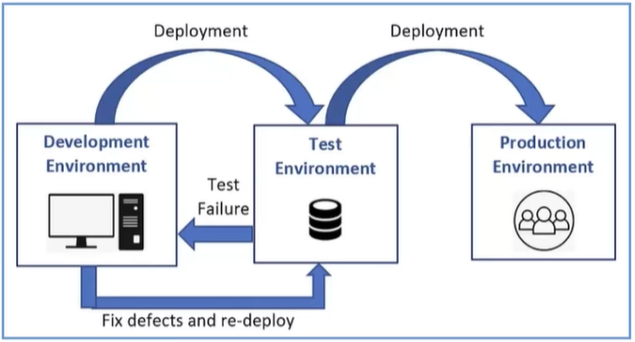 Deployment
Deployment
Development
Environment
Test
Environment
Production
Environment
Test
Failure
Fix defects and re-deploy